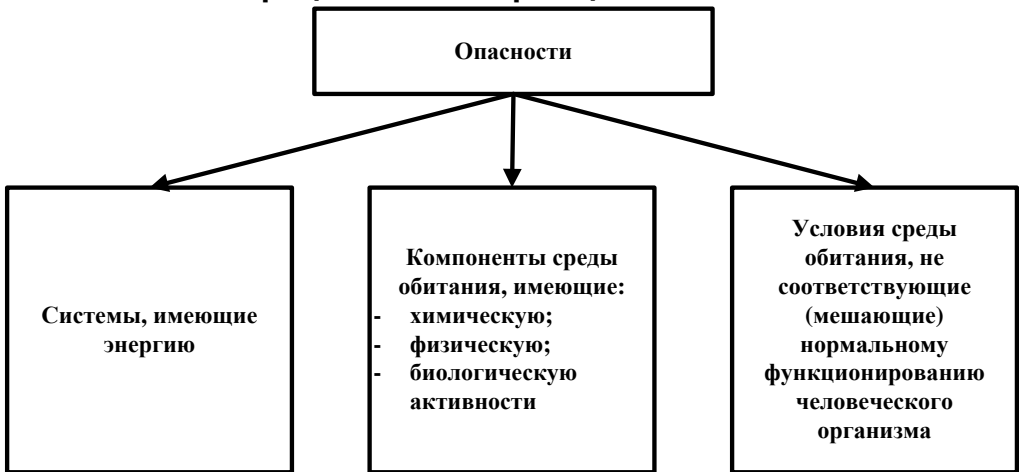 Опасности
Системы, имеющие
энергию
Компоненты среды
обитания, имеющие:
- химическую;
- физическую;
- биологическую
активности
Условия среды
обитания, не
соответствующие
(мешающие)
нормальному
функционированию
человеческого
организма